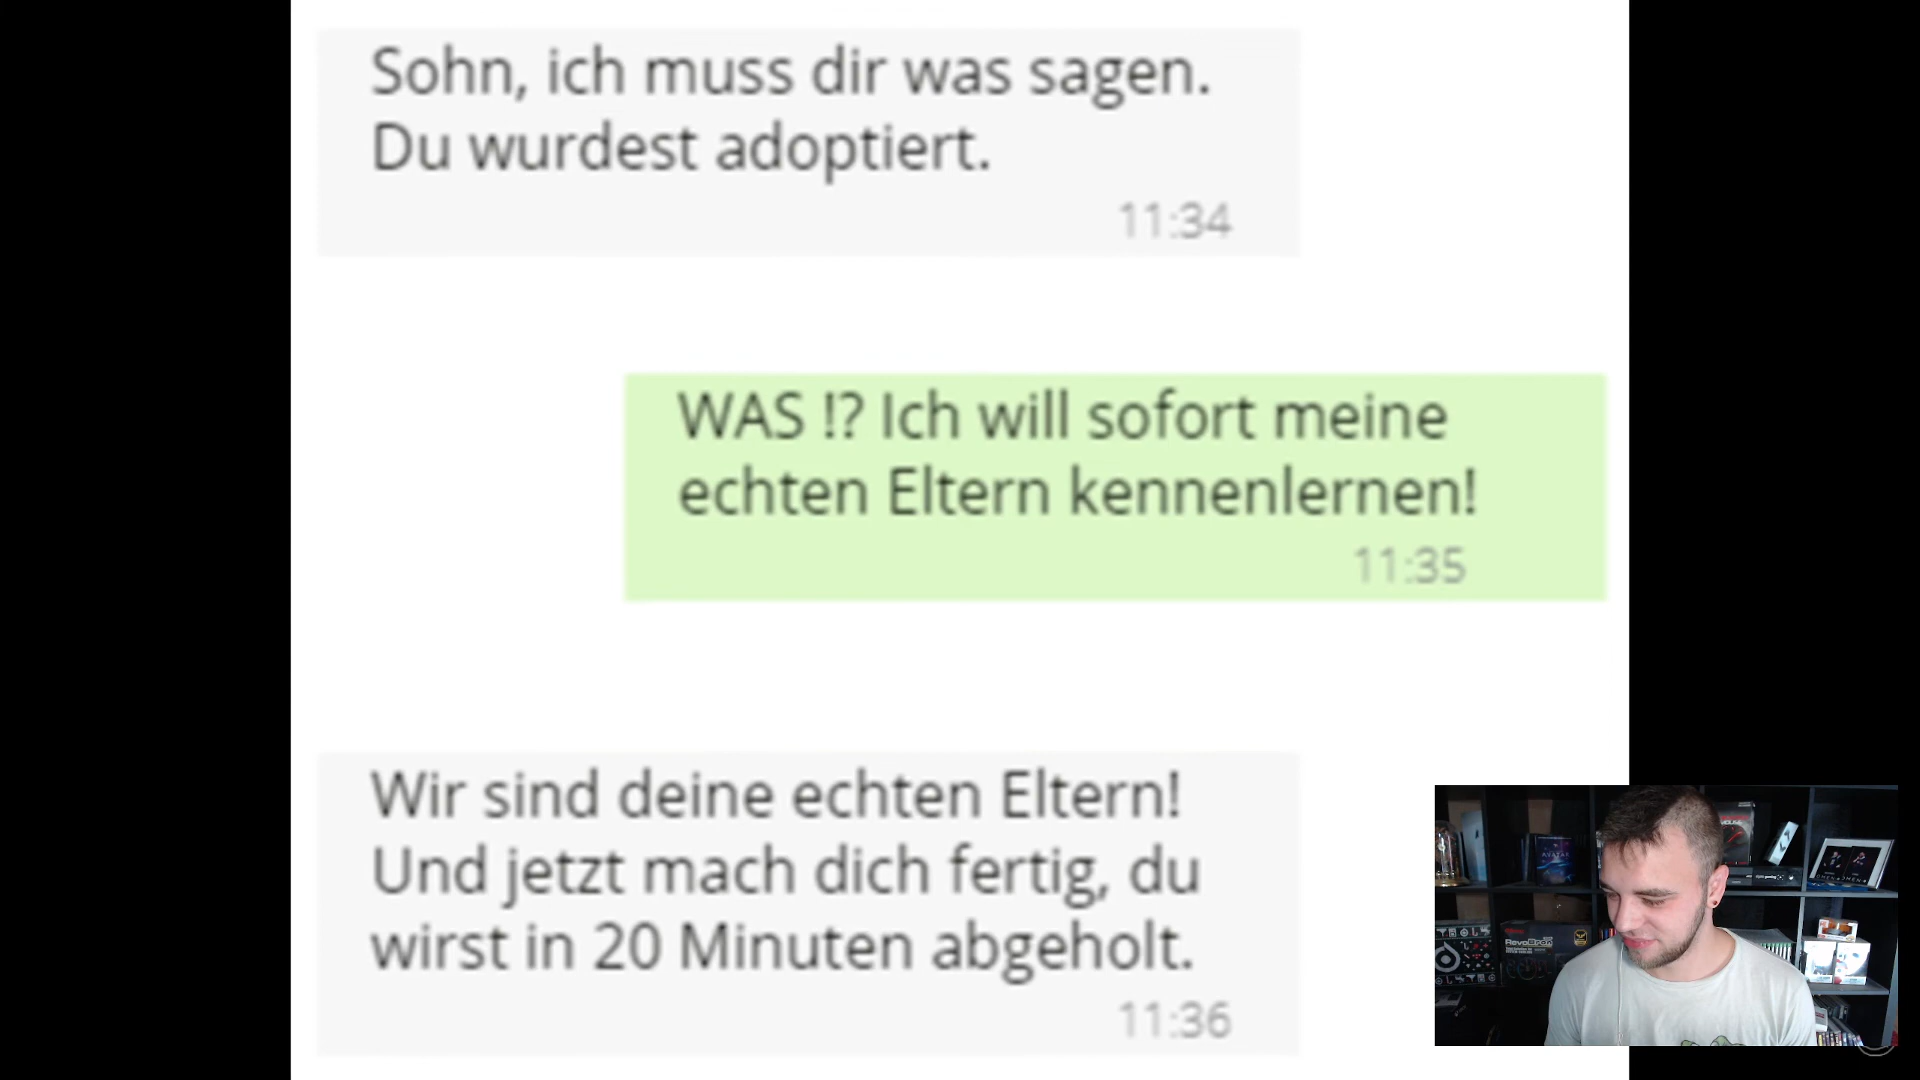 Sohn, ich muss dir was sagen.
Du wurdest adoptiert.
11:34
WAS !? Ich will sofort meine
echten Eltern kennenlernen!
11:35
Wir sind deine echten Eltern!
Und jetzt mach dich fertig, du
wirst in 20 Minuten abgeholt.
11:36
AVATAR